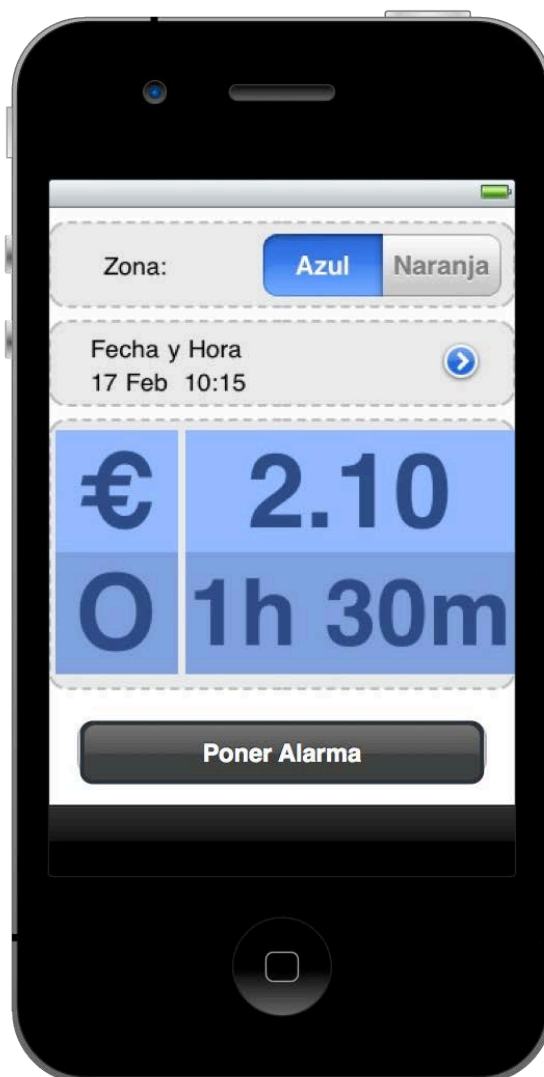 Zona: Azul Naranja
Fecha y Hora
17 Feb 10:15
€ 2.10
O 1h 30m
Poner Alarma